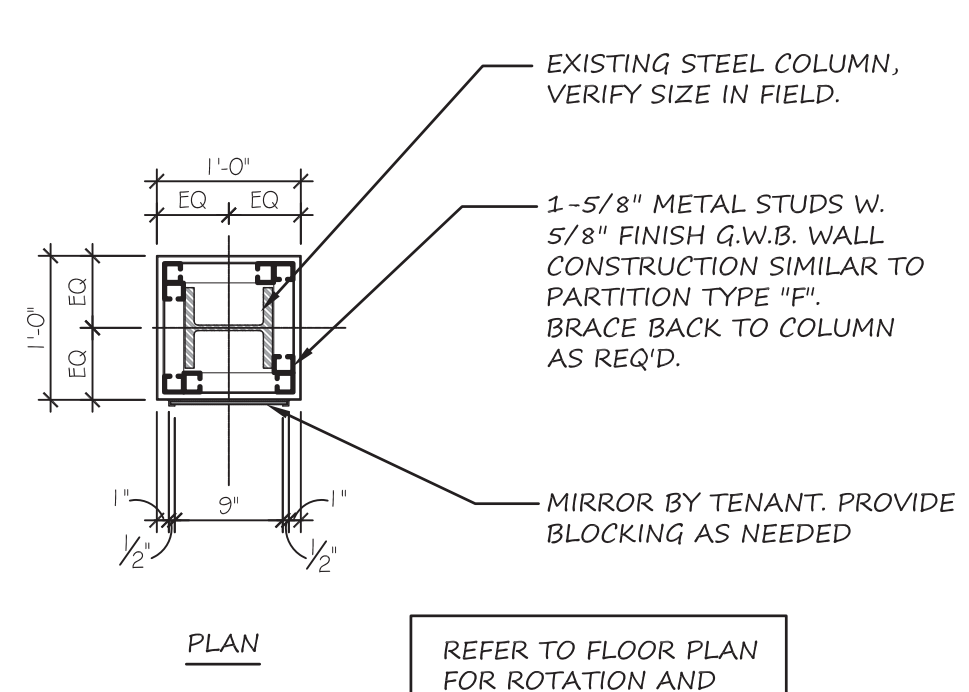 EXISTING STEEL COLUMN,
VERIFY SIZE IN FIELD.
1'-0"
EQ EQ
1-5/8" METAL STUDS W.
5/8" FINISH G.W.B. WALL
CONSTRUCTION SIMILAR TO
PARTITION TYPE "F".
BRACE BACK TO COLUMN
AS REQ'D.
1'-0"
EQ
EQ
MIRROR BY TENANT. PROVIDE
BLOCKING AS NEEDED
1" 9" 1"
1/2" 1/2"
PLAN
REFER TO FLOOR PLAN
FOR ROTATION AND